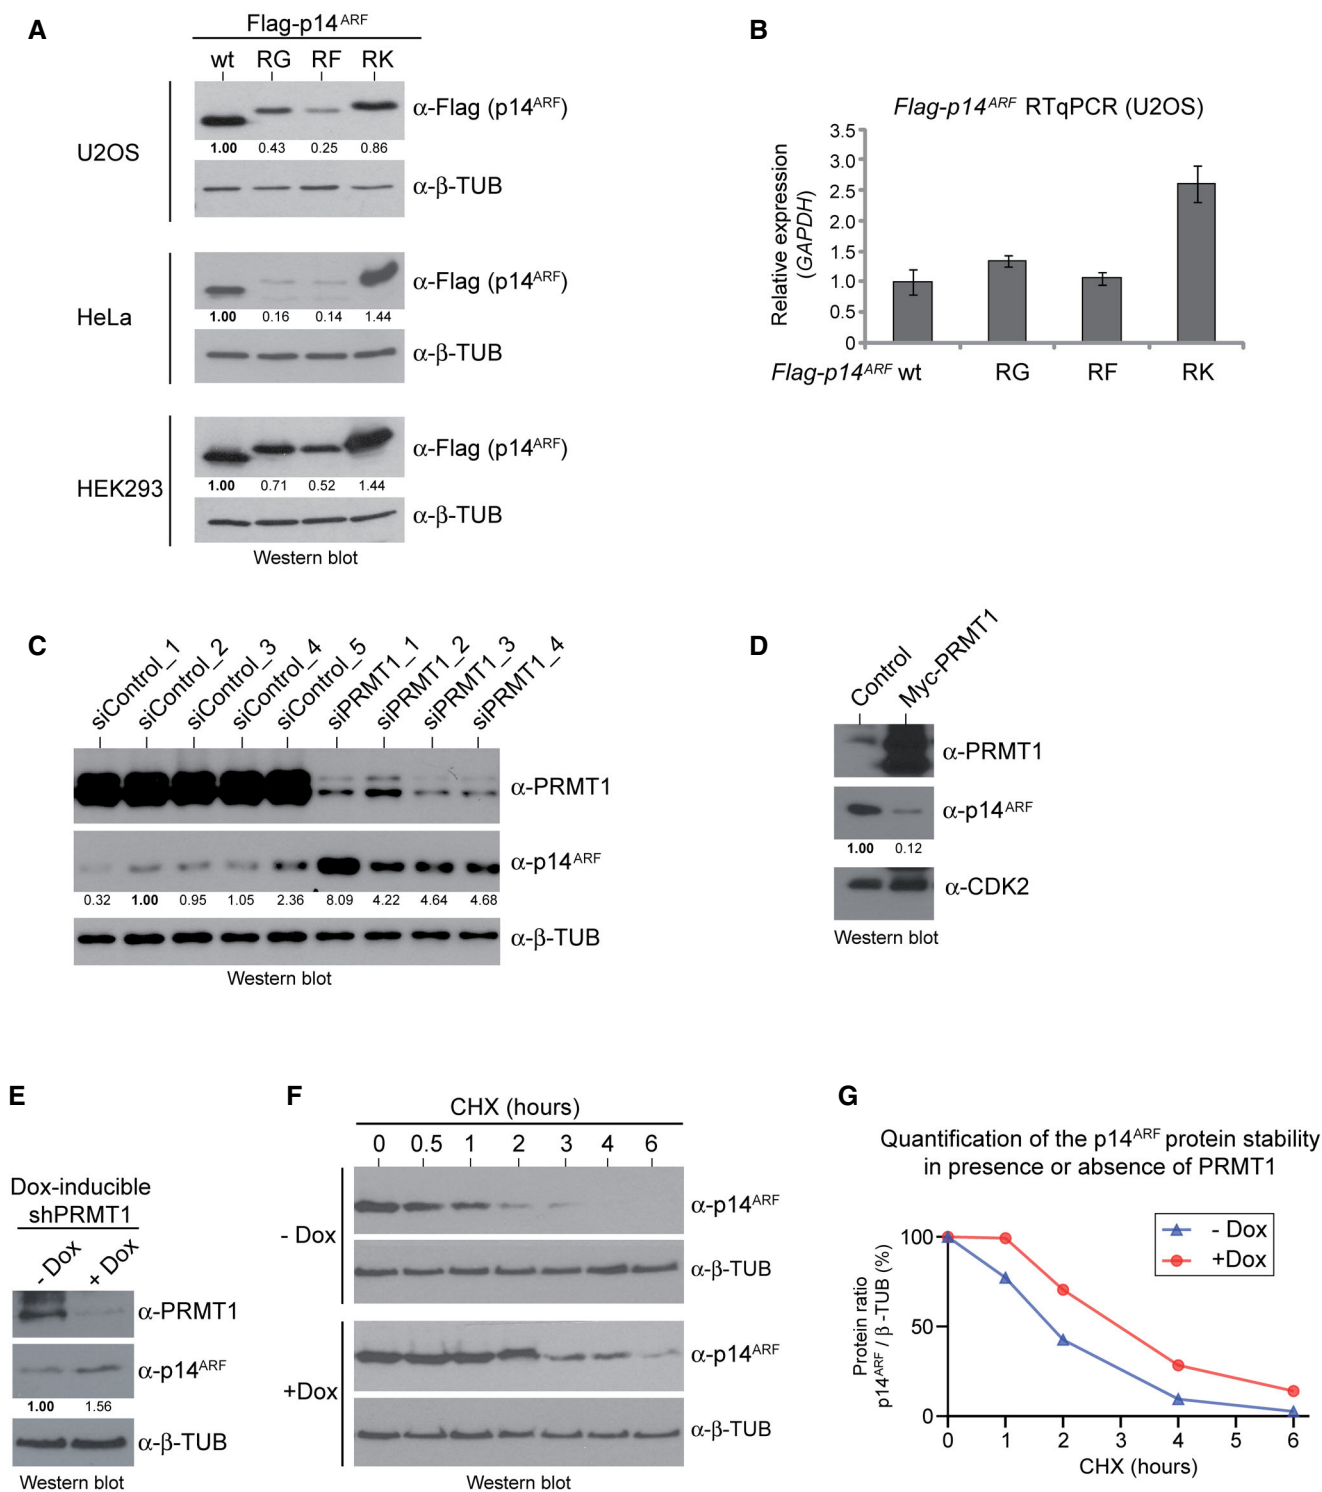 A
Flag-p14ARF
wt RG RF RK
U2OS
α-Flag (p14ARF)
1.00 0.43 0.25 0.86
α-β-TUB
HeLa
α-Flag (p14ARF)
1.00 0.16 0.14 1.44
α-β-TUB
HEK293
α-Flag (p14ARF)
1.00 0.71 0.52 1.44
α-β-TUB
Western blot
B
Flag-p14ARF RTqPCR (U2OS)
Relative expression
(GAPDH)
3.5
3.0
2.5
2.0
1.5
1.0
0.5
0
Flag-p14ARF wt RG RF RK
C
siControl_1 siControl_2 siControl_3 siControl_4 siControl_5 siPRMT1_1 siPRMT1_2 siPRMT1_3 siPRMT1_4
α-PRMT1
α-p14ARF
0.32 1.00 0.95 1.05 2.36 8.09 4.22 4.64 4.68
α-β-TUB
Western blot
D
Control Myc-PRMT1
α-PRMT1
α-p14ARF
1.00 0.12
α-CDK2
Western blot
E
Dox-inducible
shPRMT1
- Dox + Dox
α-PRMT1
α-p14ARF
1.00 1.56
α-β-TUB
Western blot
F
CHX (hours)
0 0.5 1 2 3 4 6
- Dox
α-p14ARF
α-β-TUB
+Dox
α-p14ARF
α-β-TUB
Western blot
G
Quantification of the p14ARF protein stability
in presence or absence of PRMT1
- Dox
+Dox
Protein ratio
p14ARF / β -TUB (%)
100
50
0
0 1 2 3 4 5 6
CHX (hours)